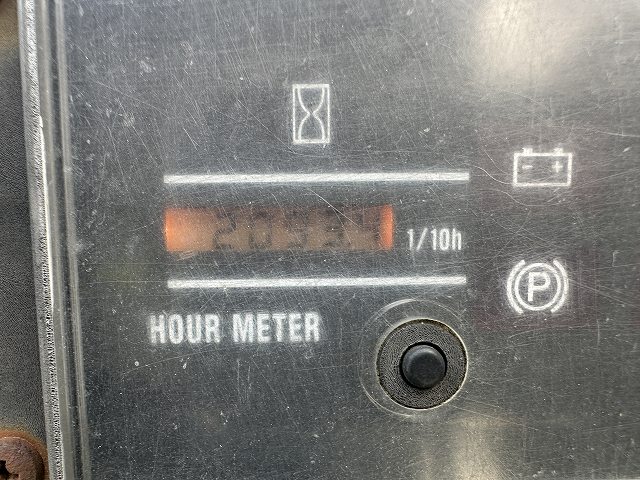 1/10h
- +
P
HOUR METER